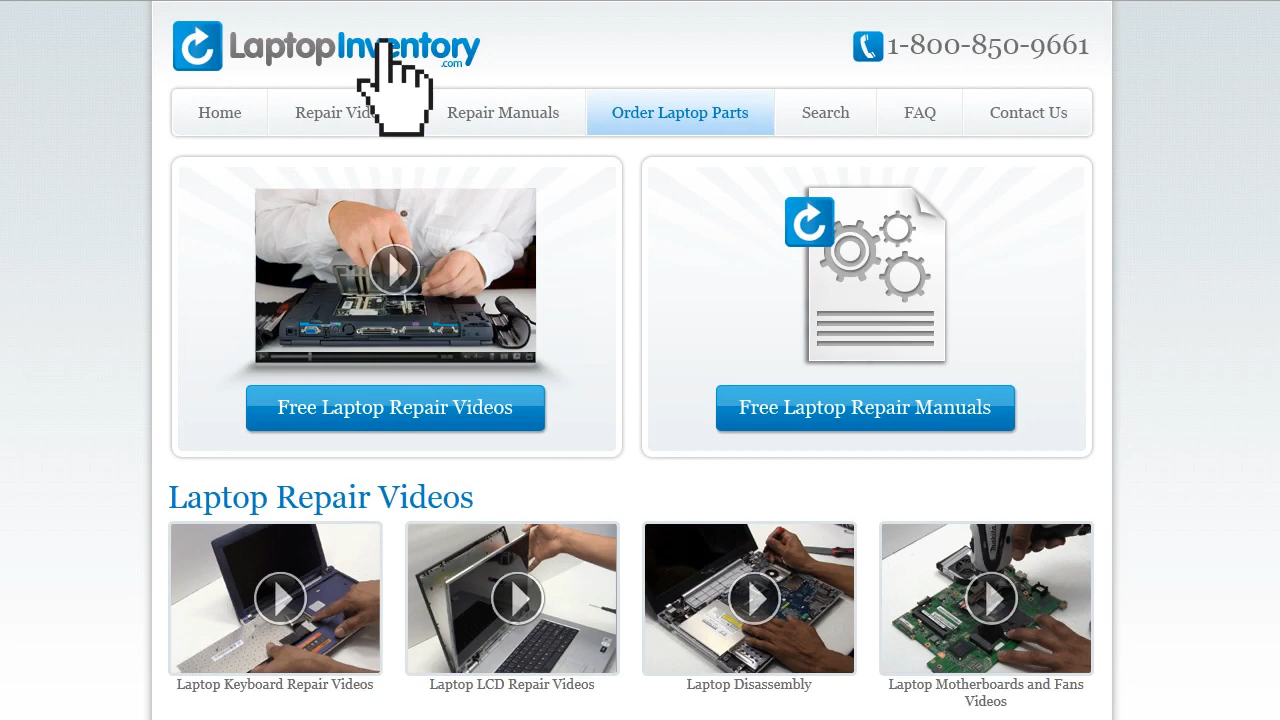 LaptopInventory
.com
1-800-850-9661
Home
Repair Vid
Repair Manuals
Order Laptop Parts
Search
FAQ
Contact Us
Free Laptop Repair Videos
Free Laptop Repair Manuals
Laptop Repair Videos
Laptop Keyboard Repair Videos
Laptop LCD Repair Videos
Laptop Disassembly
Laptop Motherboards and Fans
Videos